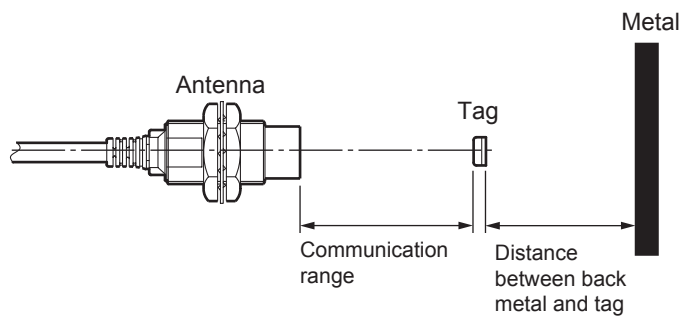 Metal
Antenna
Tag
Communication
range
Distance
between back
metal and tag